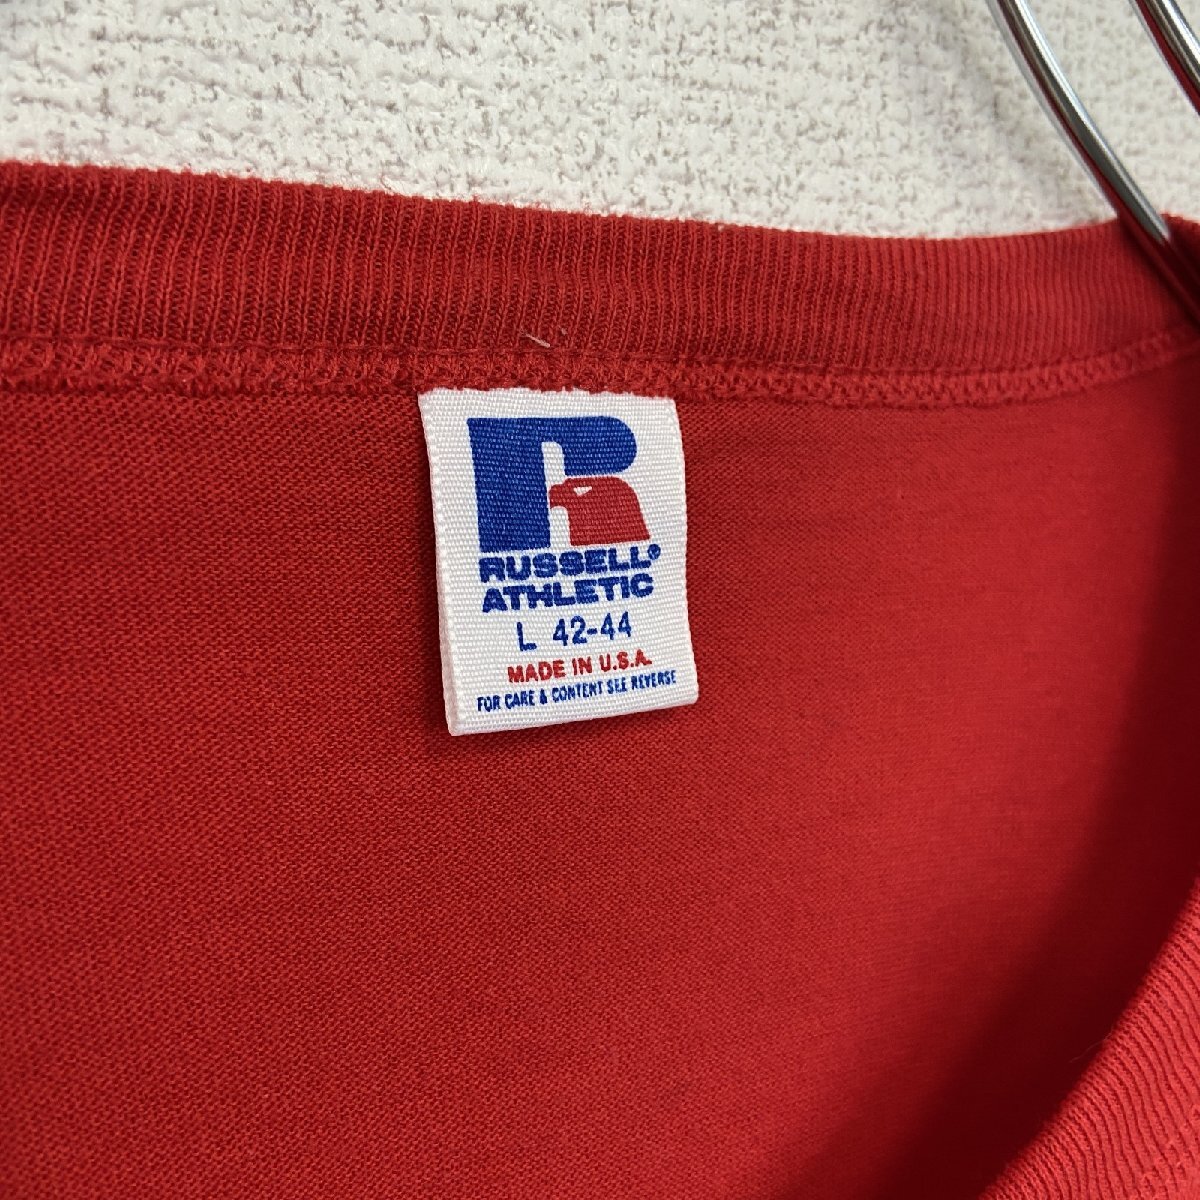 R
RUSSELL®
ATHLETIC
L 42-44
MADE IN U.S.A.
FOR CARE & CONTENT SEE REVERSE